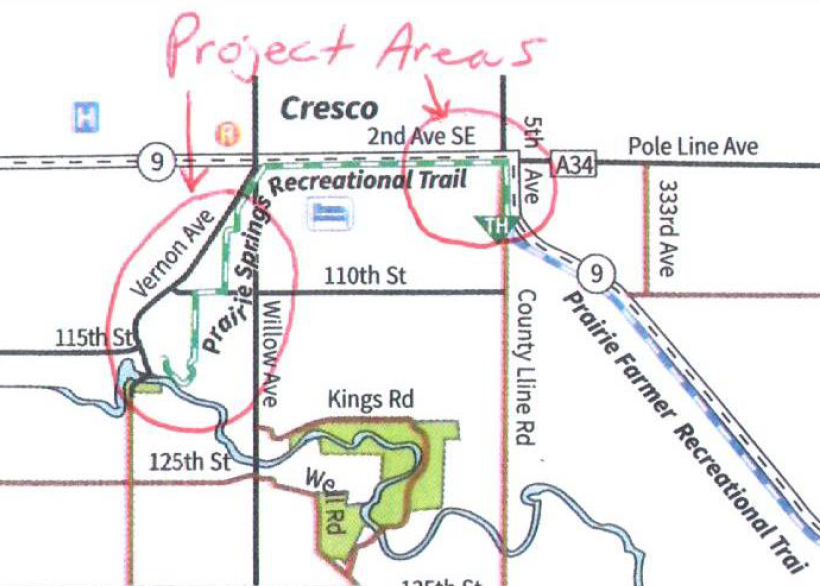 Project Areas
H
R
Cresco
2nd Ave SE
5th Ave
9
A34
Pole Line Ave
Recreational Trail
333rd Ave
Vernon Ave
Prairie Springs
TH
9
110th St
115th St
Willow Ave
County Lline Rd
Prairie Farmer Recreational Trai
Kings Rd
125th St
Well Rd
135th St